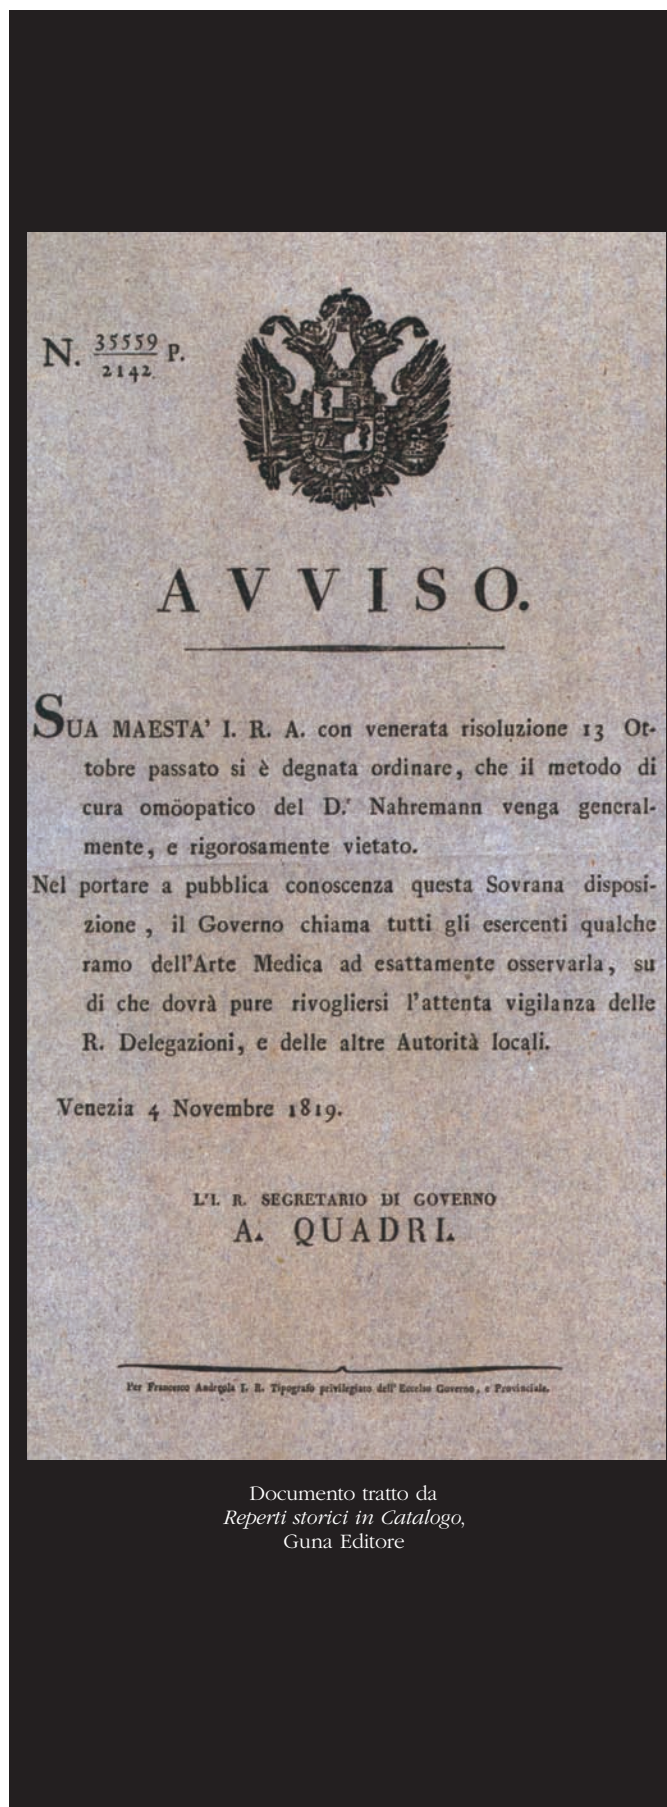 N. 35559/2142 P.
AVVISO.
SUA MAESTA' I. R. A. con venerata risoluzione 13 Ot-
tobre passato si è degnata ordinare, che il metodo di
cura omöopatico del D.r Nahremann venga general-
mente, e rigorosamente vietato.
Nel portare a pubblica conoscenza questa Sovrana disposi-
zione, il Governo chiama tutti gli esercenti qualche
ramo dell'Arte Medica ad esattamente osservarla, su
di che dovrà pure rivogliersi l'attenta vigilanza delle
R. Delegazioni, e delle altre Autorità locali.
Venezia 4 Novembre 1819.
L'I. R. SEGRETARIO DI GOVERNO
A. QUADRI.
Per Francesco Andreola I. R. Tipografo privilegiato dell'Eccelso Governo, e Provinciale.
Documento tratto da
Reperti storici in Catalogo,
Guna Editore